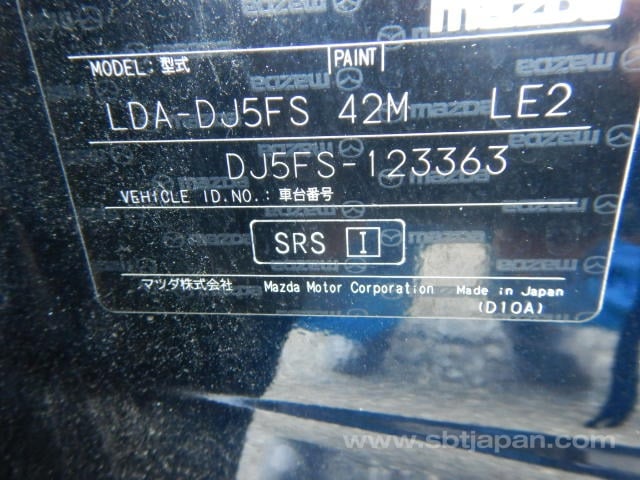 mazda
MODEL: 型式 PAINT
LDA-DJ5FS 42M LE2
DJ5FS-123363
VEHICLE ID.NO.: 車台番号
SRS I
マツダ株式会社 Mazda Motor Corporation Made in Japan
(D10A)
www.sbtjapan.com